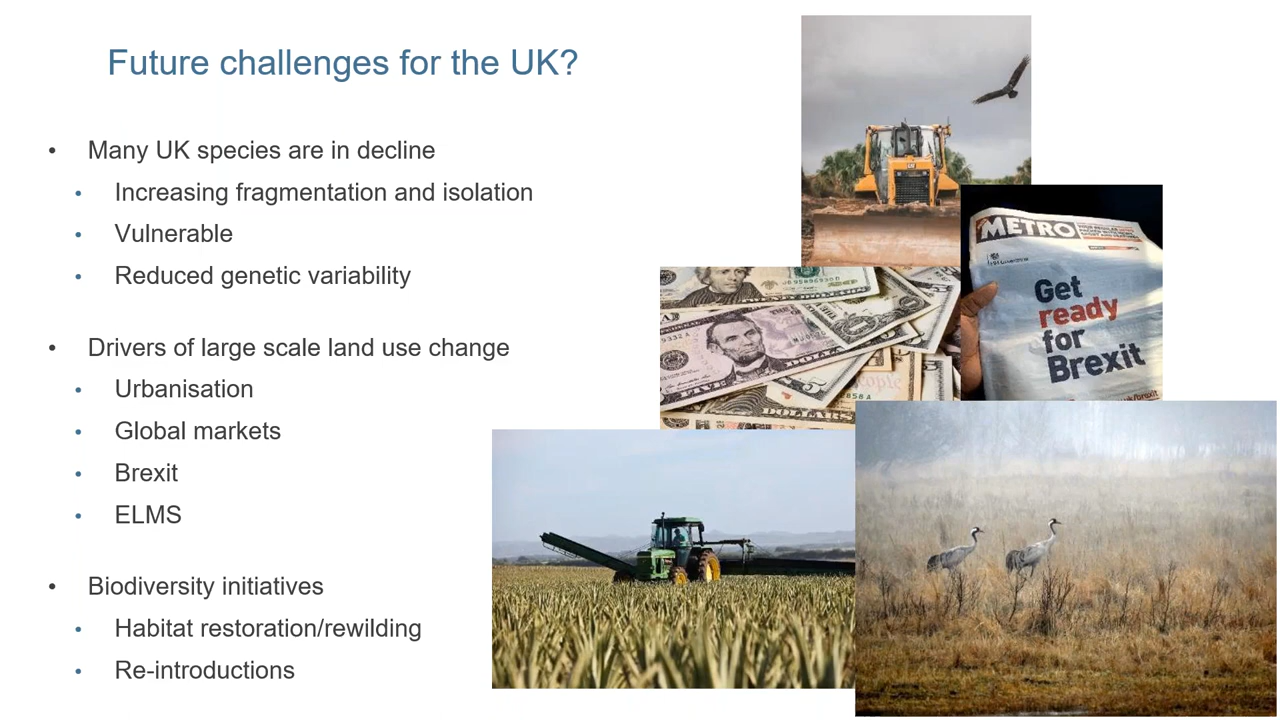 Future challenges for the UK?
• Many UK species are in decline
• Increasing fragmentation and isolation
• Vulnerable
• Reduced genetic variability
• Drivers of large scale land use change
• Urbanisation
• Global markets
• Brexit
• ELMS
• Biodiversity initiatives
• Habitat restoration/rewilding
• Re-introductions
METRO
Get
ready
for
Brexit
DOLLAR